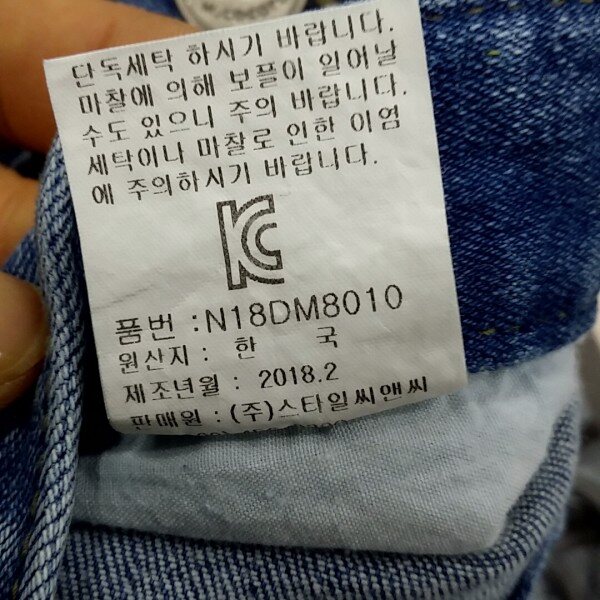 단독세탁 하시기 바랍니다.
마찰에 의해 보플이 일어날
수도 있으니 주의 바랍니다.
세탁이나 마찰로 인한 이염
에 주의하시기 바랍니다.
KC
품번 : N18DM8010
원산지 : 한 국
제조년월 : 2018.2
판매원 : (주)스타일씨앤씨